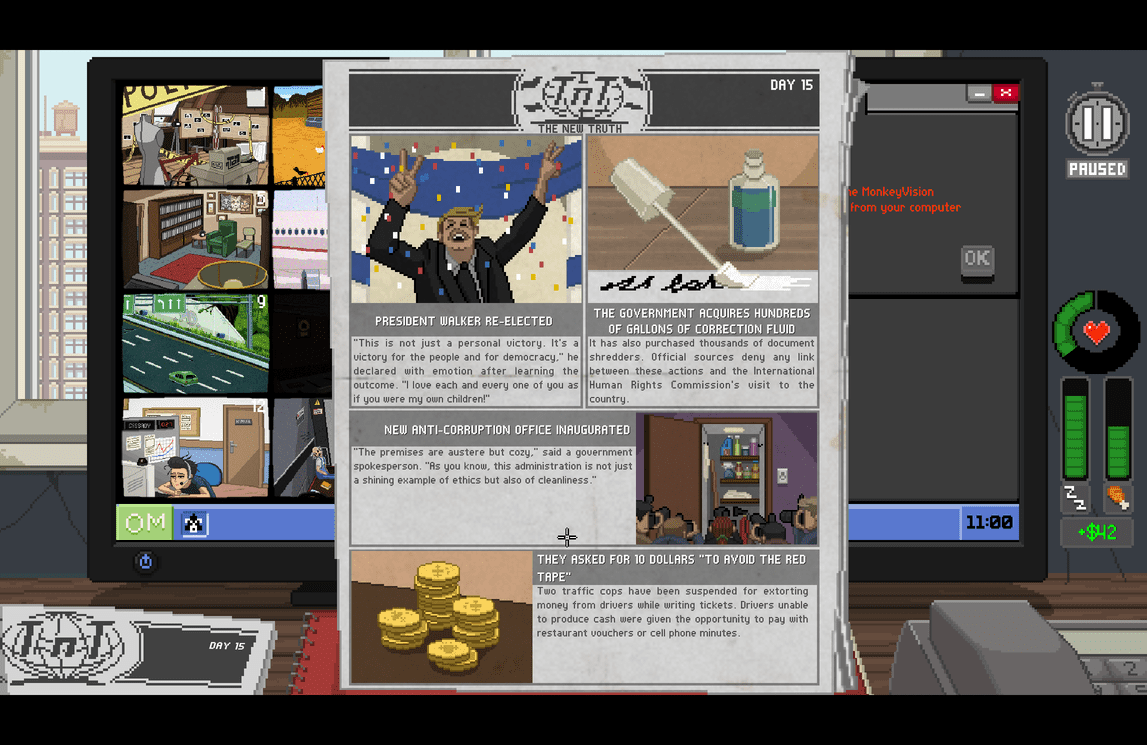 TnT
THE NEW TRUTH
DAY 15
PRESIDENT WALKER RE-ELECTED
"This is not just a personal victory. It's a
victory for the people and for democracy," he
declared with emotion after learning the
outcome. "I love each and every one of you as
if you were my own children!"
THE GOVERNMENT ACQUIRES HUNDREDS
OF GALLONS OF CORRECTION FLUID
It has also purchased thousands of document
shredders. Official sources deny any link
between these actions and the International
Human Rights Commission's visit to the
country.
NEW ANTI-CORRUPTION OFFICE INAUGURATED
"The premises are austere but cozy," said a government
spokesperson. "As you know, this administration is not just
a shining example of ethics but also of cleanliness."
THEY ASKED FOR 10 DOLLARS "TO AVOID THE RED
TAPE"
Two traffic cops have been suspended for extorting
money from drivers while writing tickets. Drivers unable
to produce cash were given the opportunity to pay with
restaurant vouchers or cell phone minutes.
MonkeyVision
from your computer
OK
PAUSED
9
12
OM
11:00
+$42
TnT
DAY 15
2